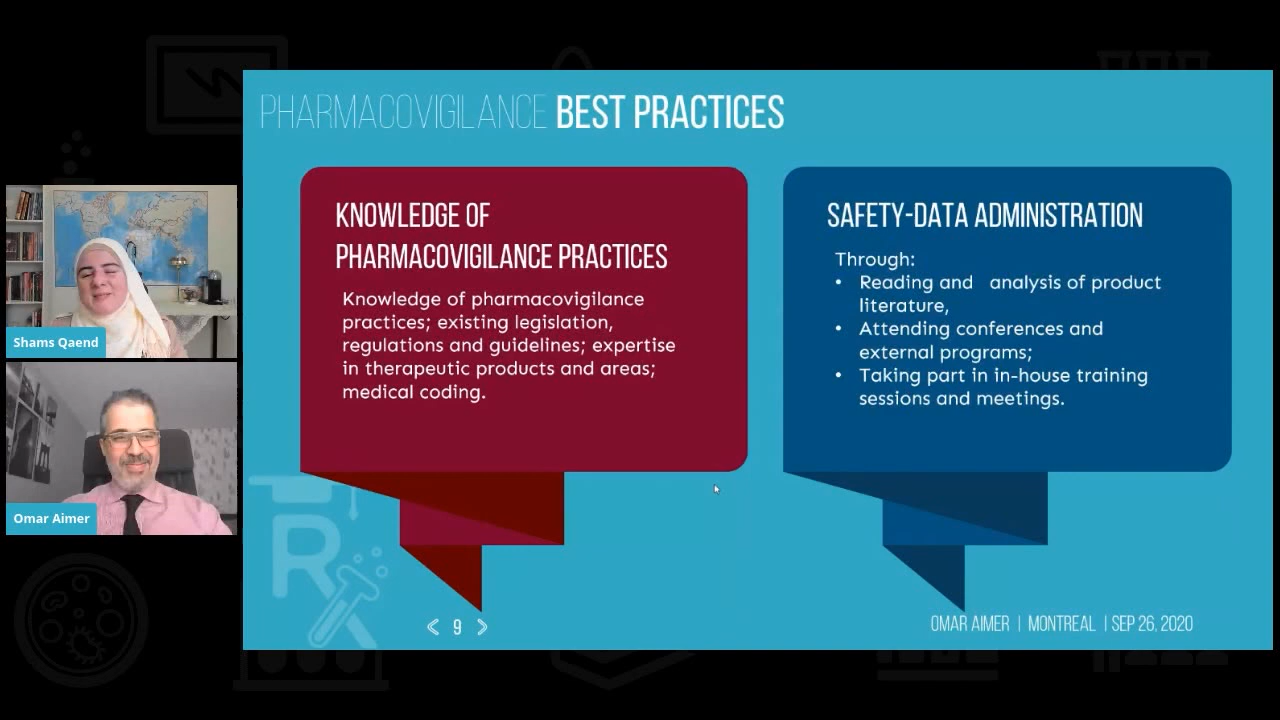 PHARMACOVIGILANCE BEST PRACTICES
KNOWLEDGE OF
PHARMACOVIGILANCE PRACTICES
Knowledge of pharmacovigilance
practices; existing legislation,
regulations and guidelines; expertise
in therapeutic products and areas;
medical coding.
SAFETY-DATA ADMINISTRATION
Through:
• Reading and analysis of product
literature,
• Attending conferences and
external programs;
• Taking part in in-house training
sessions and meetings.
Shams Qaend
Omar Aimer
RX
< 9 >
OMAR AIMER | MONTREAL | SEP 26, 2020